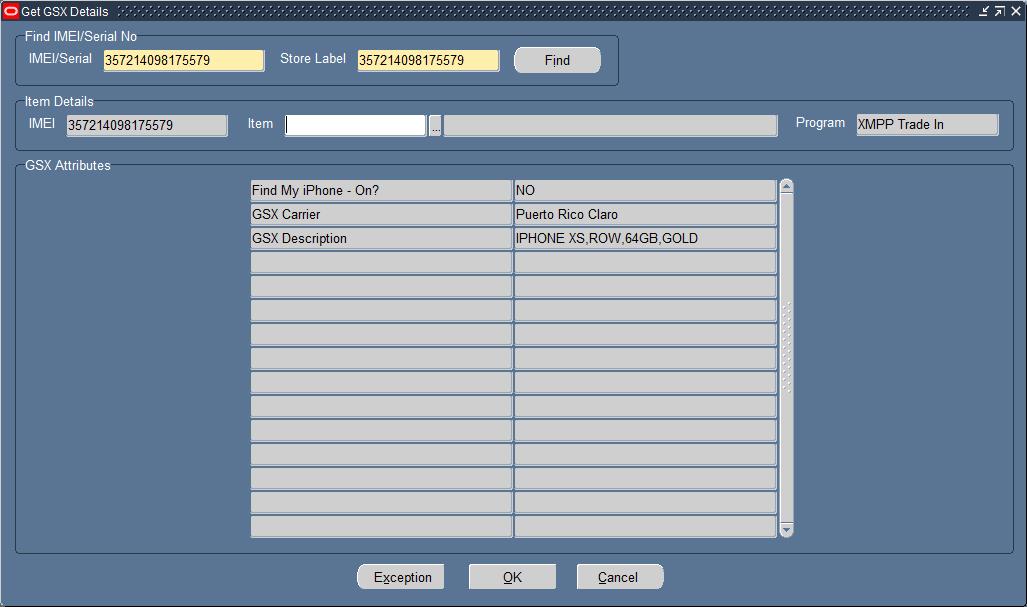 Get GSX Details
Find IMEI/Serial No
IMEI/Serial 357214098175579 Store Label 357214098175579 Find
Item Details
IMEI 357214098175579 Item ... Program XMPP Trade In
GSX Attributes
Find My iPhone - On? NO
GSX Carrier Puerto Rico Claro
GSX Description IPHONE XS,ROW,64GB,GOLD
Exception OK Cancel